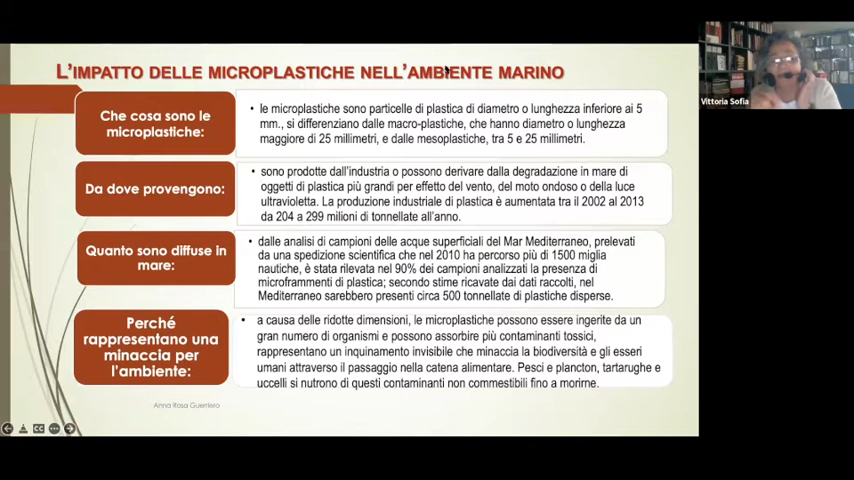 L'IMPATTO DELLE MICROPLASTICHE NELL'AMBIENTE MARINO
Vittoria Sofia
Che cosa sono le
microplastiche:
• le microplastiche sono particelle di plastica di diametro o lunghezza inferiore ai 5
mm., si differenziano dalle macro-plastiche, che hanno diametro o lunghezza
maggiore di 25 millimetri, e dalle mesoplastiche, tra 5 e 25 millimetri.
Da dove provengono:
• sono prodotte dall'industria o possono derivare dalla degradazione in mare di
oggetti di plastica più grandi per effetto del vento, del moto ondoso o della luce
ultravioletta. La produzione industriale di plastica è aumentata tra il 2002 al 2013
da 204 a 299 milioni di tonnellate all'anno.
Quanto sono diffuse in
mare:
• dalle analisi di campioni delle acque superficiali del Mar Mediterraneo, prelevati
da una spedizione scientifica che nel 2010 ha percorso più di 1500 miglia
nautiche, è stata rilevata nel 90% dei campioni analizzati la presenza di
microframmenti di plastica; secondo stime ricavate dai dati raccolti, nel
Mediterraneo sarebbero presenti circa 500 tonnellate di plastiche disperse.
Perché
rappresentano una
minaccia per
l'ambiente:
• a causa delle ridotte dimensioni, le microplastiche possono essere ingerite da un
gran numero di organismi e possono assorbire più contaminanti tossici,
rappresentano un inquinamento invisibile che minaccia la biodiversità e gli esseri
umani attraverso il passaggio nella catena alimentare. Pesci e plancton, tartarughe e
uccelli si nutrono di questi contaminanti non commestibili fino a morirne.
Anna Rosa Guerriero
CC